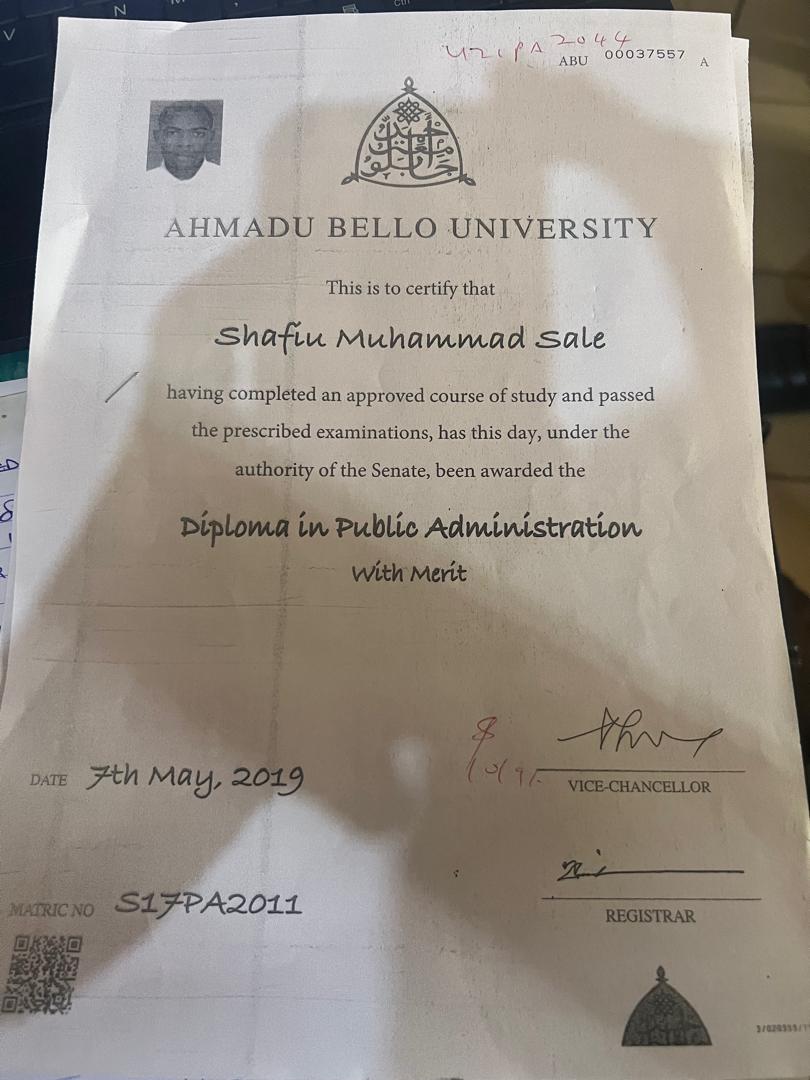 U21PA2044
ABU 00037557 A
AHMADU BELLO UNIVERSITY
This is to certify that
Shafiu Muhammad Sale
having completed an approved course of study and passed
the prescribed examinations, has this day, under the
authority of the Senate, been awarded the
Diploma in Public Administration
With Merit
DATE 7th May, 2019
VICE-CHANCELLOR
MATRIC NO S17PA2011
REGISTRAR